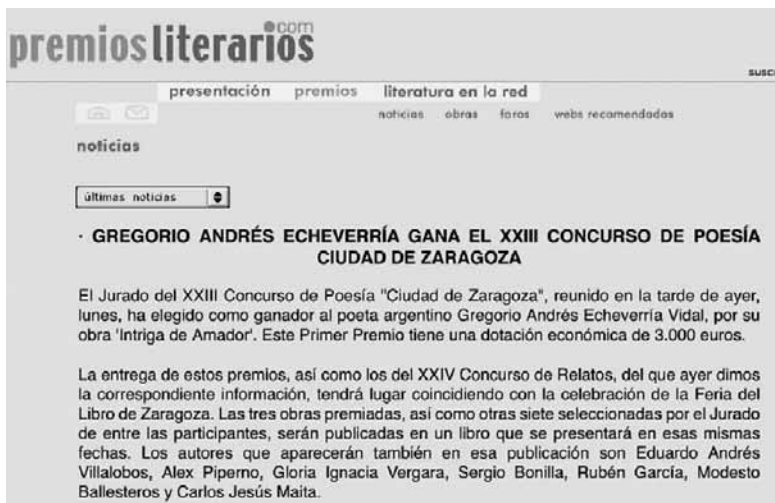 .com
premiosliterarios
presentación premios literatura en la red
noticias obras foros webs recomendadas
noticias
últimas noticias
· GREGORIO ANDRÉS ECHEVERRÍA GANA EL XXIII CONCURSO DE POESÍA
CIUDAD DE ZARAGOZA
El Jurado del XXIII Concurso de Poesía "Ciudad de Zaragoza", reunido en la tarde de ayer,
lunes, ha elegido como ganador al poeta argentino Gregorio Andrés Echeverría Vidal, por su
obra 'Intriga de Amador'. Este Primer Premio tiene una dotación económica de 3.000 euros.
La entrega de estos premios, así como los del XXIV Concurso de Relatos, del que ayer dimos
la correspondiente información, tendrá lugar coincidiendo con la celebración de la Feria del
Libro de Zaragoza. Las tres obras premiadas, así como otras siete seleccionadas por el Jurado
de entre las participantes, serán publicadas en un libro que se presentará en esas mismas
fechas. Los autores que aparecerán también en esa publicación son Eduardo Andrés
Villalobos, Alex Piperno, Gloria Ignacia Vergara, Sergio Bonilla, Rubén García, Modesto
Ballesteros y Carlos Jesús Maita.